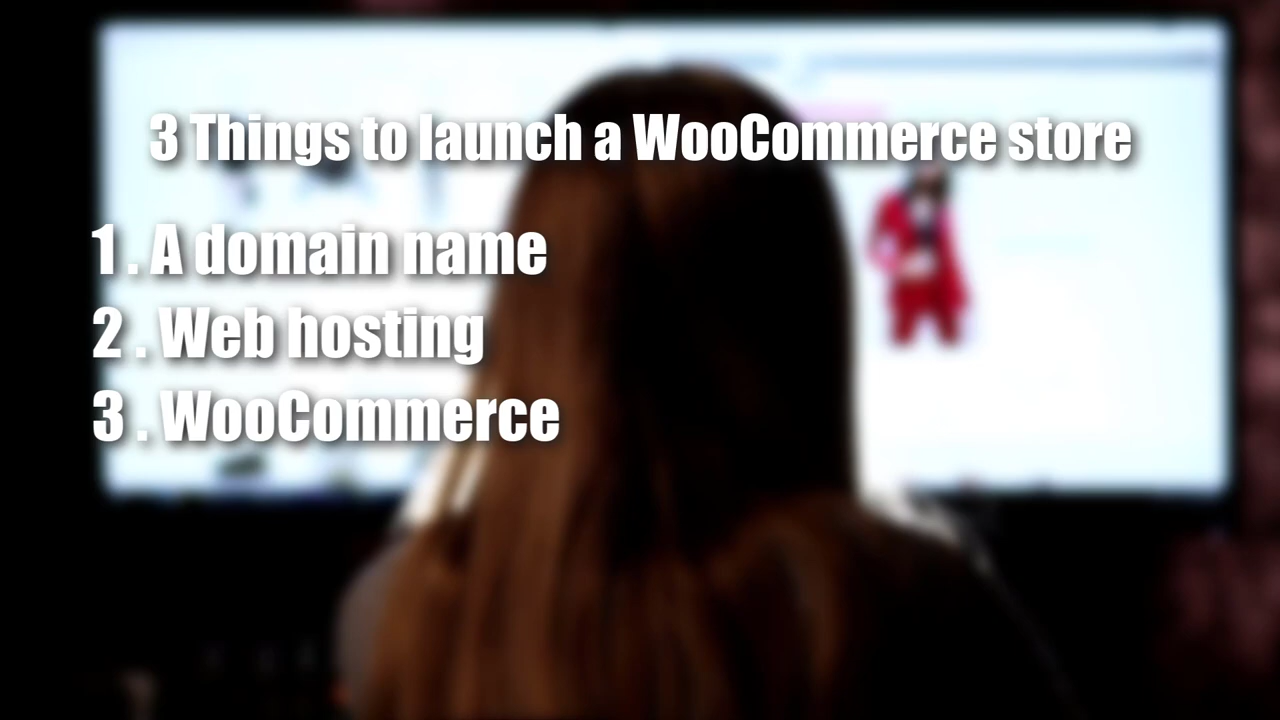 3 Things to launch a WooCommerce store
1 . A domain name
2 . Web hosting
3 . WooCommerce